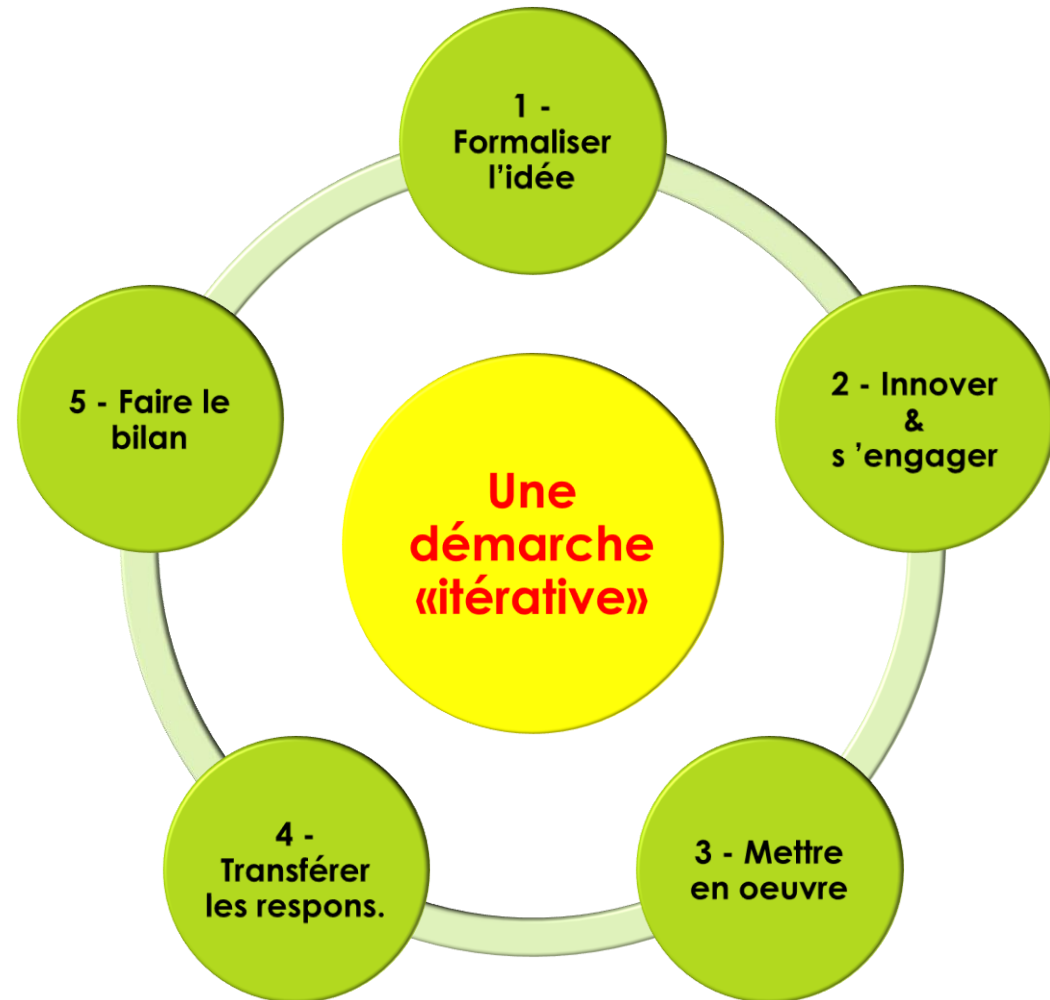 1 -
Formaliser
l’idée
2 - Innover
&
s ’engager
3 - Mettre
en oeuvre
4 -
Transférer
les respons.
5 - Faire le
bilan
Une
démarche
«itérative»